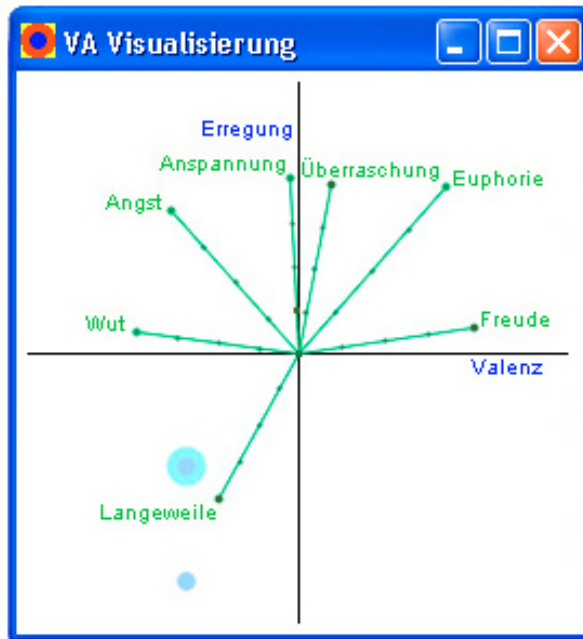 VA Visualisierung
Erregung
Anspannung
Überraschung
Euphorie
Angst
Wut
Freude
Valenz
Langeweile